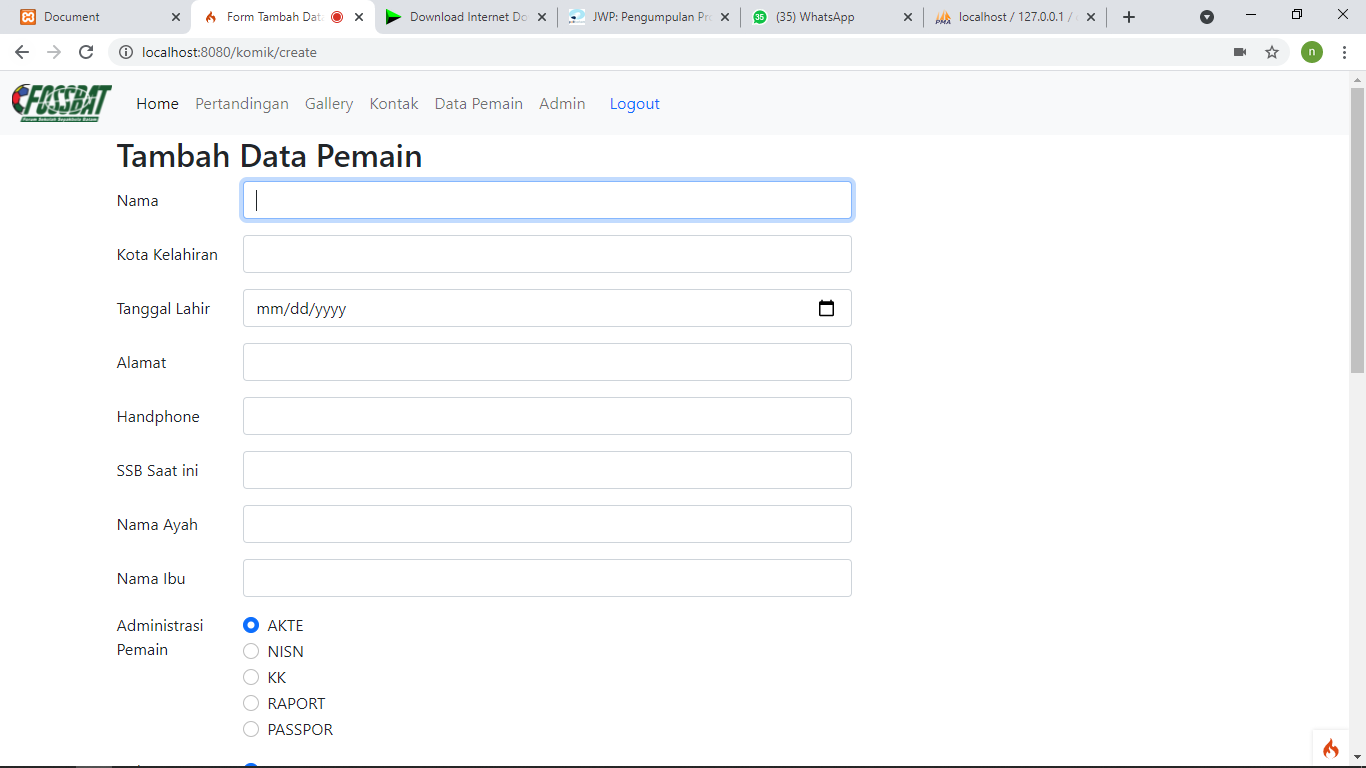 Document
Form Tambah Dat
Download Internet Do
JWP: Pengumpulan Pr
35 (35) WhatsApp
PMA localhost / 127.0.0.1 /
localhost:8080/komik/create
n
FOSSBAT
Forum Sekolah Sepakbola Batam
Home Pertandingan Gallery Kontak Data Pemain Admin Logout
Tambah Data Pemain
Nama
Kota Kelahiran
Tanggal Lahir mm/dd/yyyy
Alamat
Handphone
SSB Saat ini
Nama Ayah
Nama Ibu
Administrasi
Pemain
AKTE
NISN
KK
RAPORT
PASSPOR